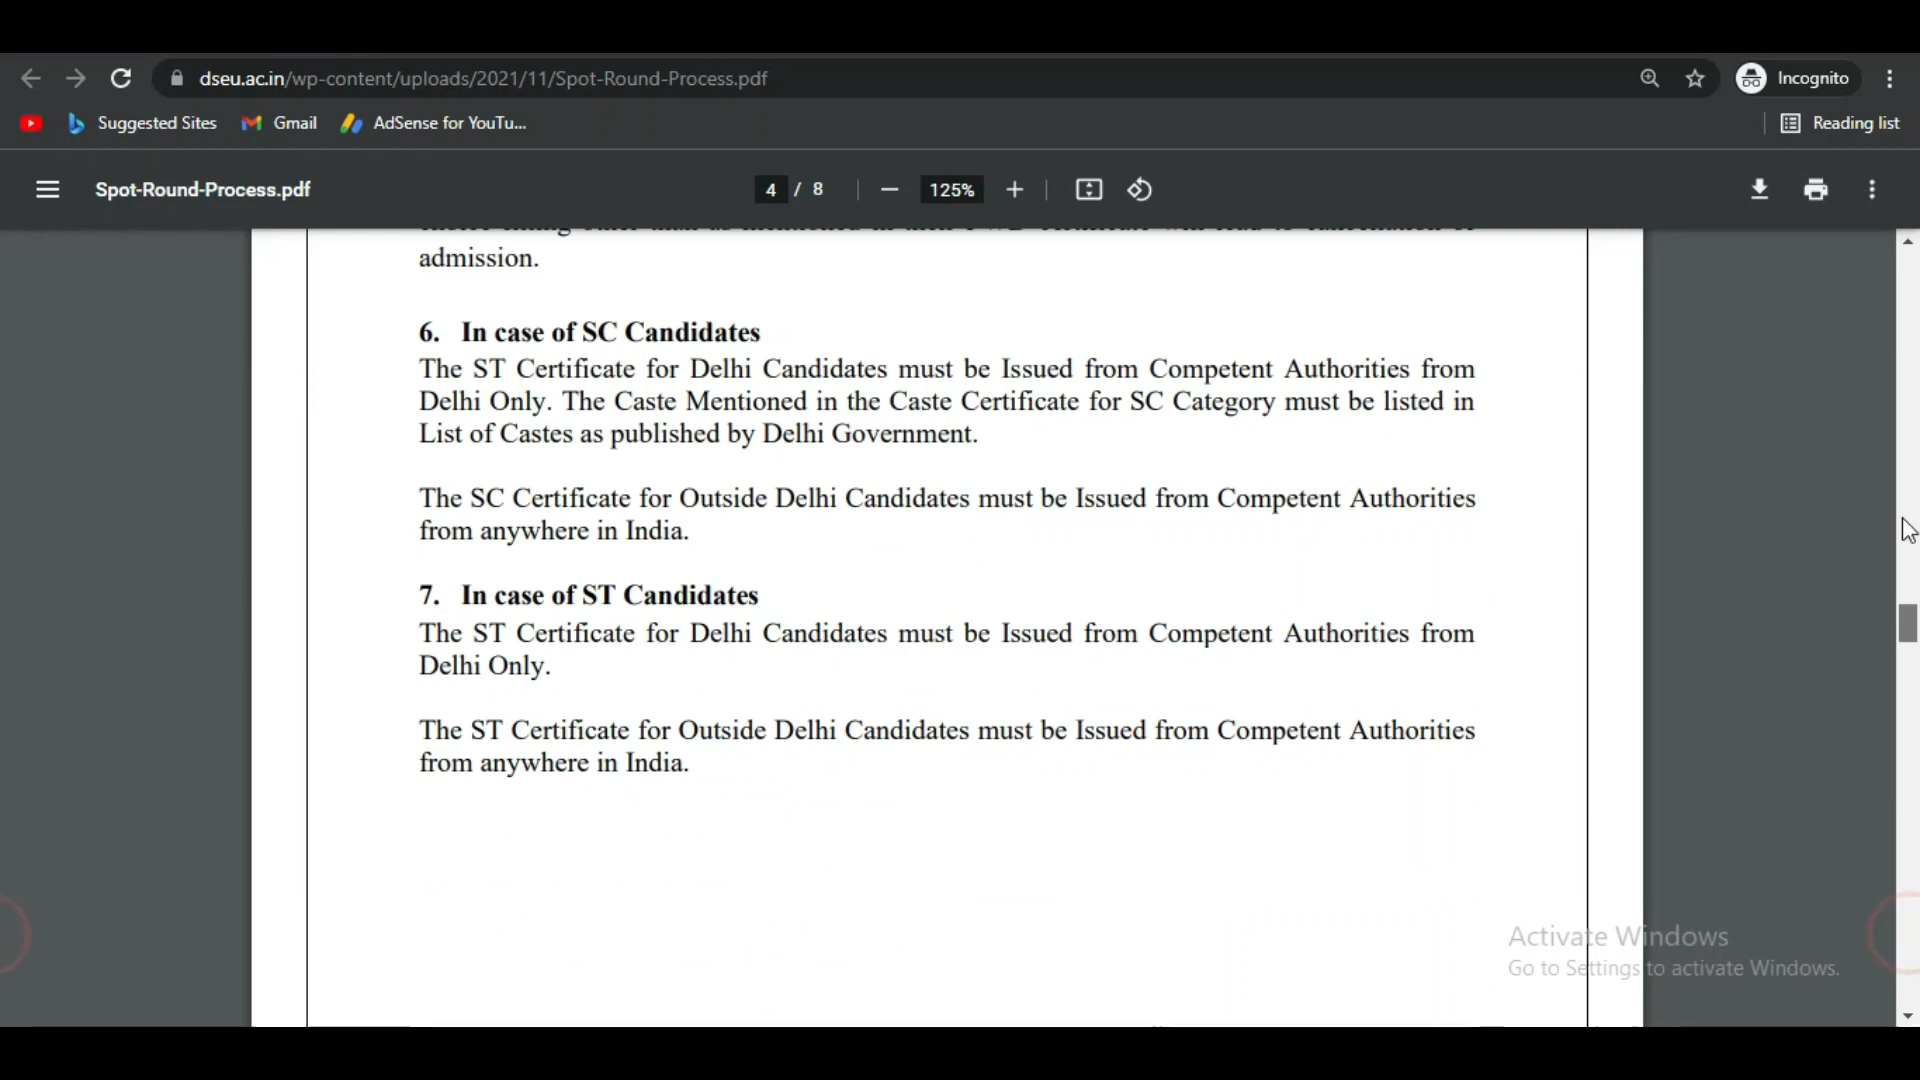 dseu.ac.in/wp-content/uploads/2021/11/Spot-Round-Process.pdf
Incognito
Suggested Sites
Gmail
AdSense for YouTu...
Reading list
Spot-Round-Process.pdf
4 / 8
125%
admission.
6. In case of SC Candidates
The ST Certificate for Delhi Candidates must be Issued from Competent Authorities from
Delhi Only. The Caste Mentioned in the Caste Certificate for SC Category must be listed in
List of Castes as published by Delhi Government.
The SC Certificate for Outside Delhi Candidates must be Issued from Competent Authorities
from anywhere in India.
7. In case of ST Candidates
The ST Certificate for Delhi Candidates must be Issued from Competent Authorities from
Delhi Only.
The ST Certificate for Outside Delhi Candidates must be Issued from Competent Authorities
from anywhere in India.
Activate Windows
Go to Settings to activate Windows.